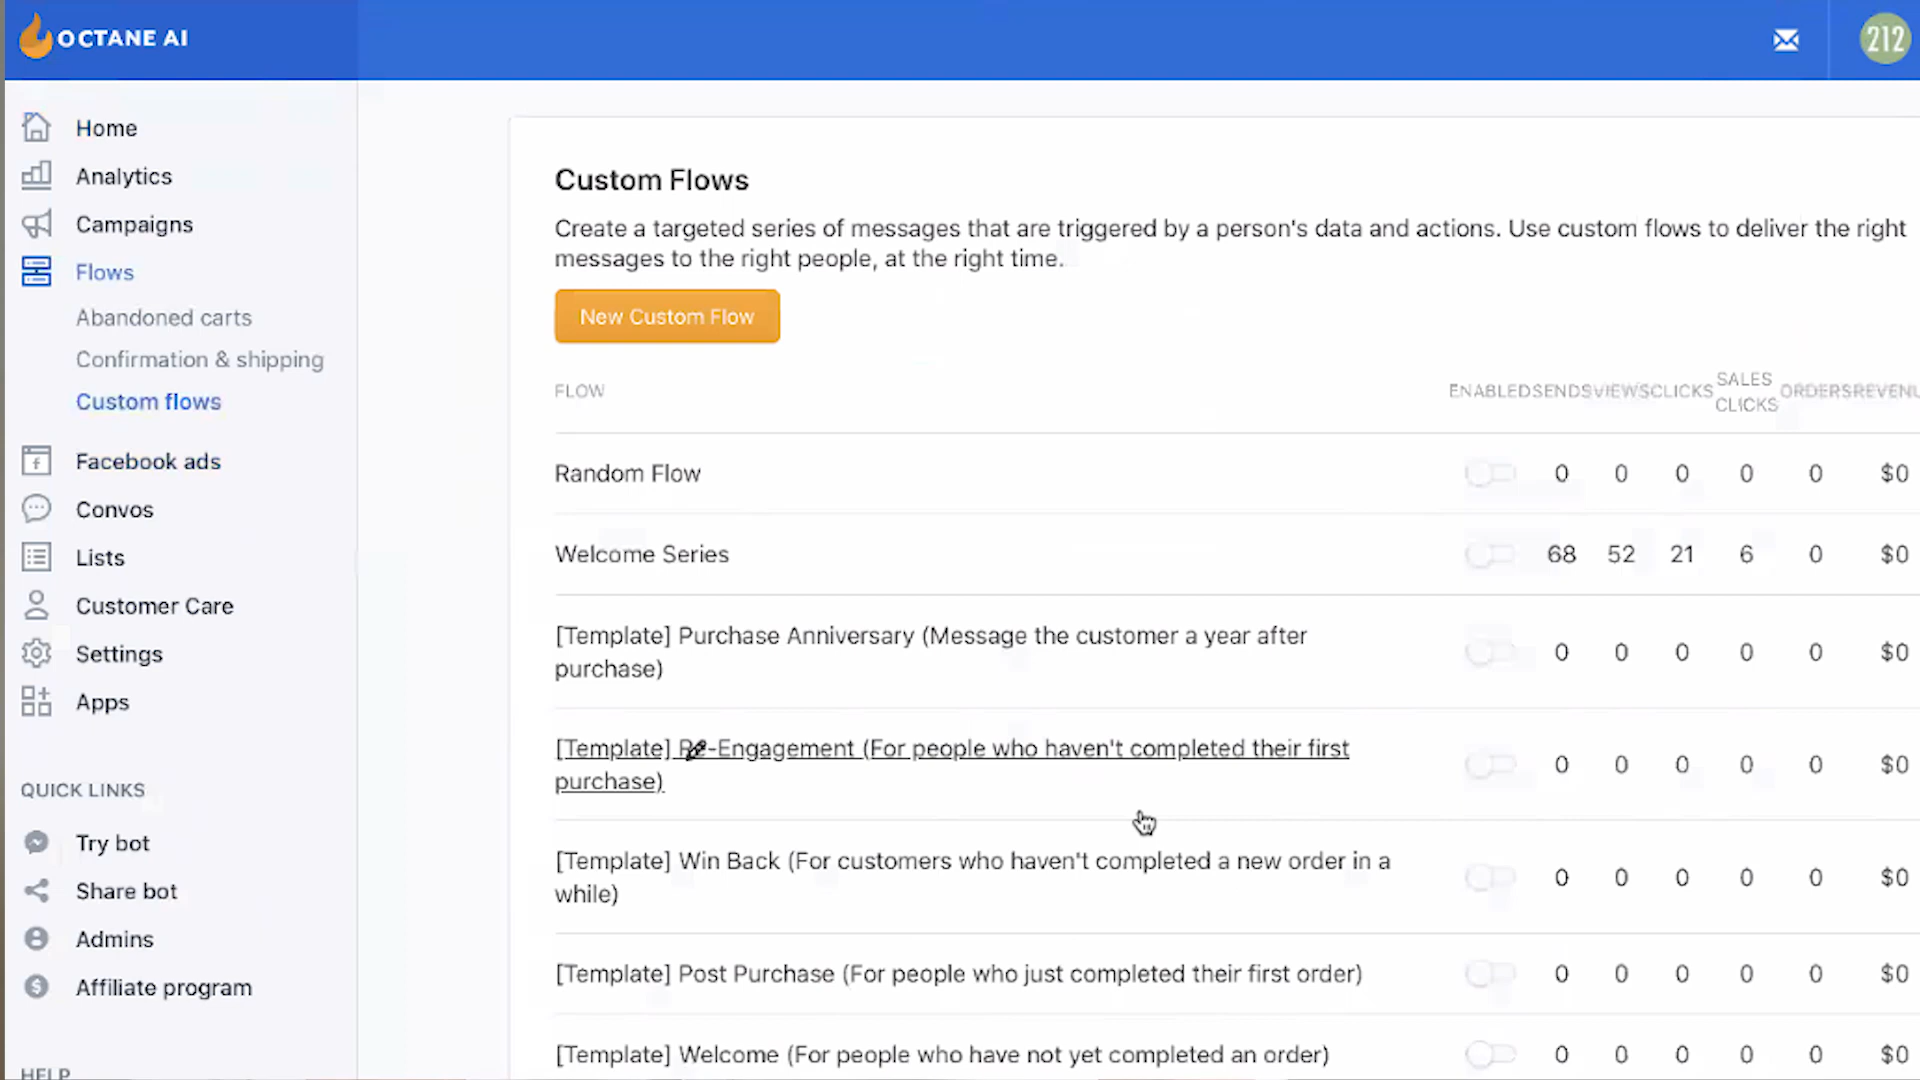 OCTANE AI
212
Home
Analytics
Campaigns
Flows
Abandoned carts
Confirmation & shipping
Custom flows
Facebook ads
Convos
Lists
Customer Care
Settings
Apps
QUICK LINKS
Try bot
Share bot
Admins
Affiliate program
HELP
Custom Flows
Create a targeted series of messages that are triggered by a person's data and actions. Use custom flows to deliver the right
messages to the right people, at the right time.
New Custom Flow
FLOW ENABLED SENDS VIEWS CLICKS SALES CLICKS ORDERS REVENU
Random Flow 0 0 0 0 0 $0
Welcome Series 68 52 21 6 0 $0
[Template] Purchase Anniversary (Message the customer a year after
purchase) 0 0 0 0 0 $0
[Template] Re-Engagement (For people who haven't completed their first
purchase) 0 0 0 0 0 $0
[Template] Win Back (For customers who haven't completed a new order in a
while) 0 0 0 0 0 $0
[Template] Post Purchase (For people who just completed their first order) 0 0 0 0 0 $0
[Template] Welcome (For people who have not yet completed an order) 0 0 0 0 0 $0